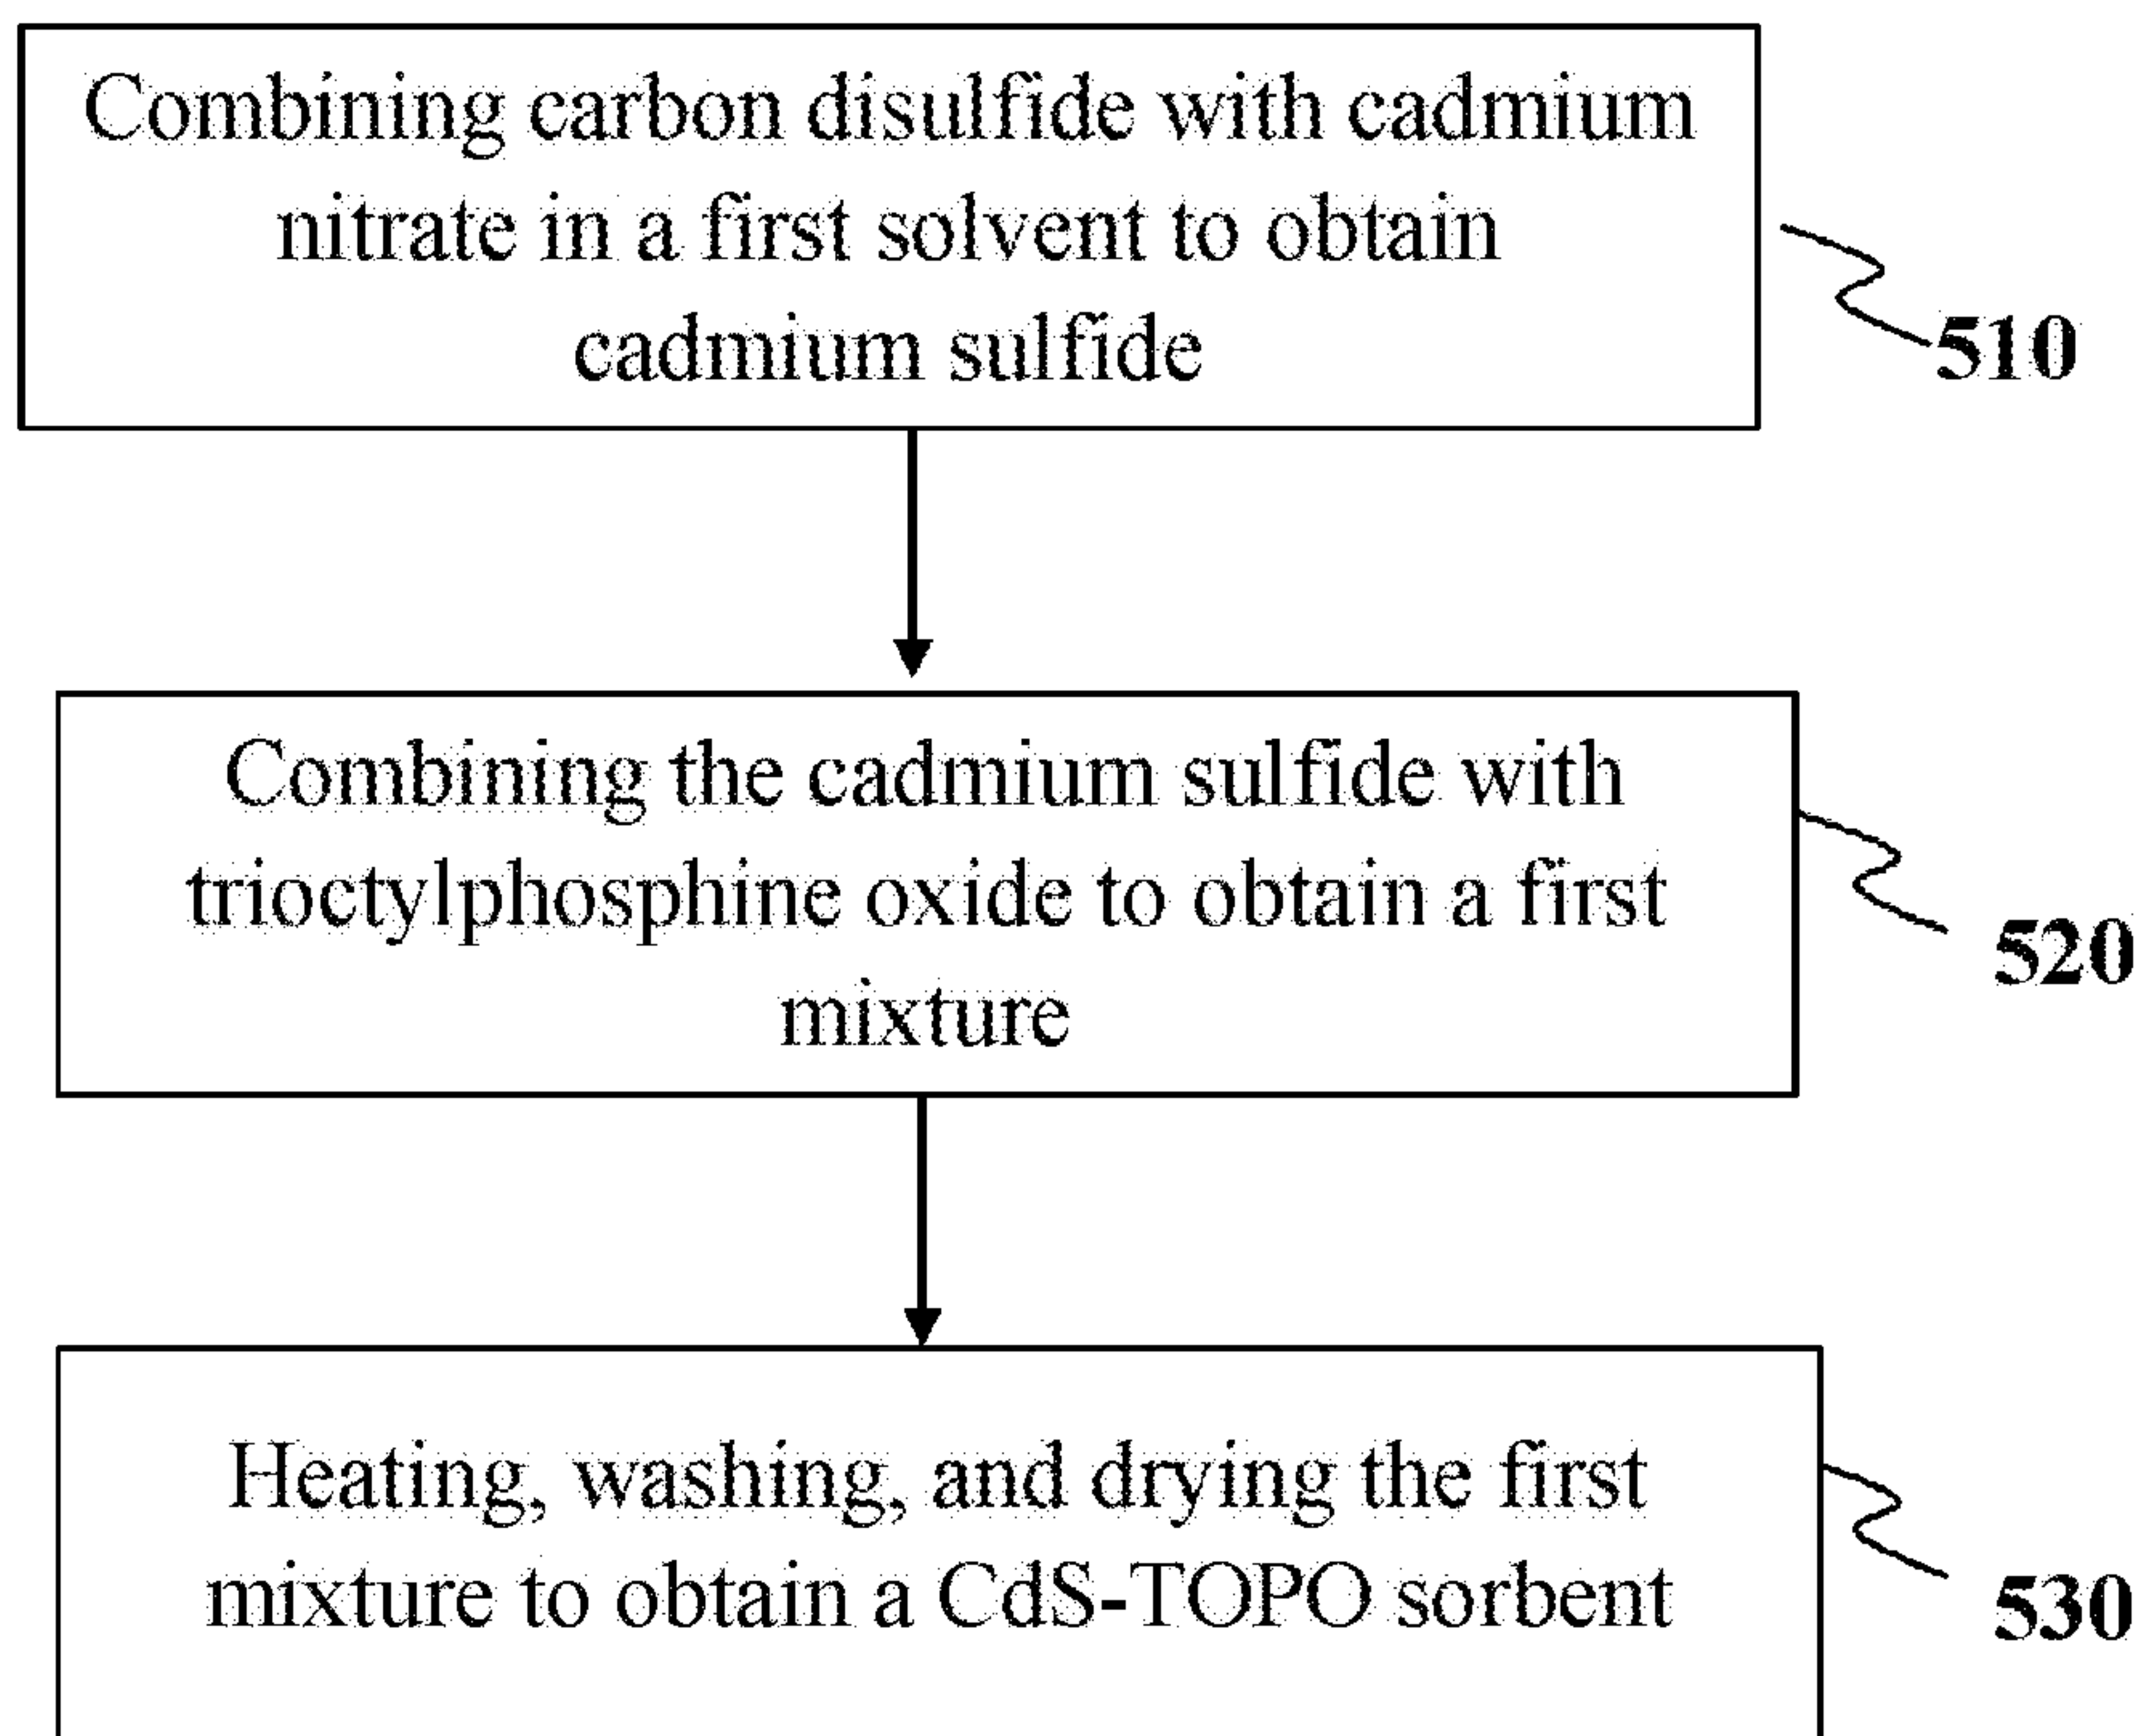 Combining carbon disulfide with cadmium
nitrate in a first solvent to obtain
cadmium sulfide
510
Combining the cadmium sulfide with
trioctylphosphine oxide to obtain a first
mixture
520
Heating, washing, and drying the first
mixture to obtain a CdS-TOPO sorbent
530